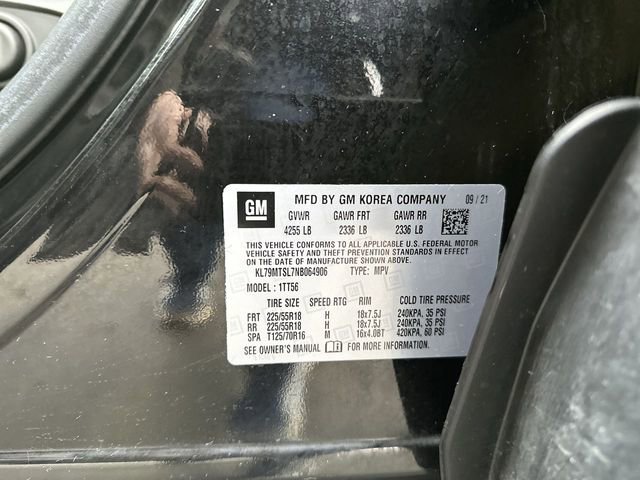 GM
MFD BY GM KOREA COMPANY 09/21
GVWR GAWR FRT GAWR RR
4255 LB 2336 LB 2336 LB
THIS VEHICLE CONFORMS TO ALL APPLICABLE U.S. FEDERAL MOTOR
VEHICLE SAFETY AND THEFT PREVENTION STANDARDS IN EFFECT
ON THE DATE OF MANUFACTURE SHOWN ABOVE.
KL79MTSL7NB064906 TYPE: MPV
MODEL: 1TT56
TIRE SIZE SPEED RTG RIM COLD TIRE PRESSURE
FRT 225/55R18 H 18x7.5J 240KPA, 35 PSI
RR 225/55R18 H 18x7.5J 240KPA, 35 PSI
SPA T125/70R16 M 16x4.0BT 420KPA, 60 PSI
SEE OWNER'S MANUAL FOR MORE INFORMATION.